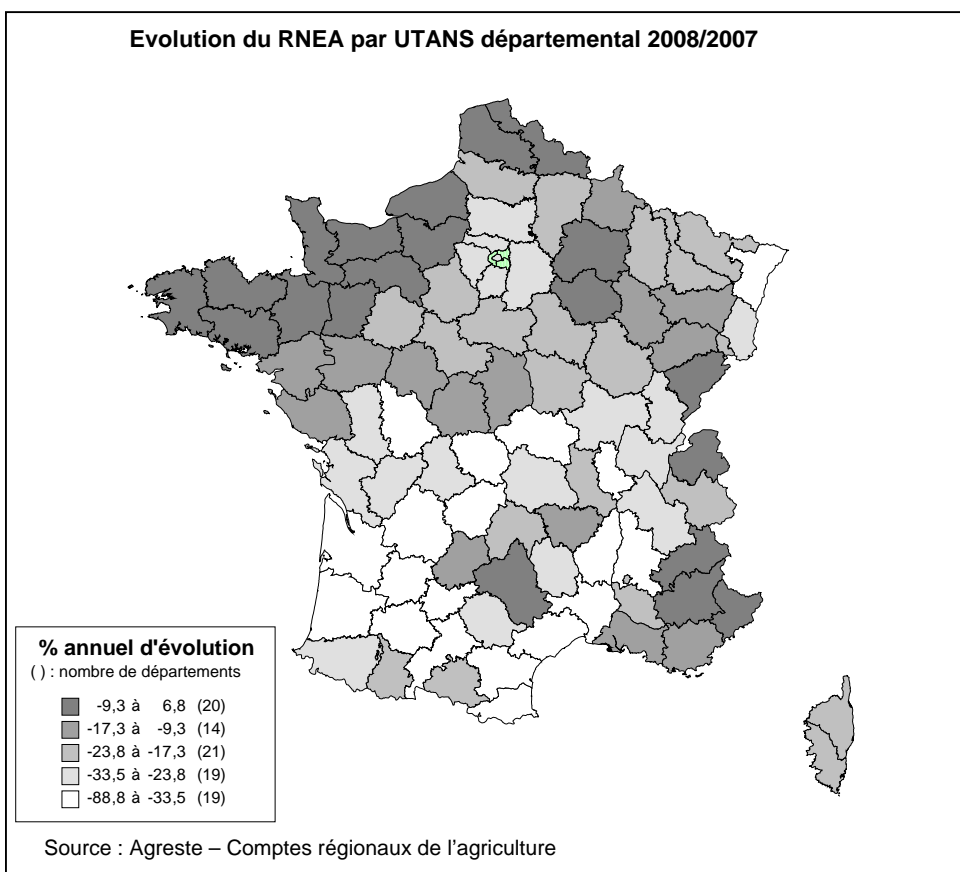 Evolution du RNEA par UTANS départemental 2008/2007
% annuel d'évolution
( ) : nombre de départements
-9,3 à 6,8 (20)
-17,3 à -9,3 (14)
-23,8 à -17,3 (21)
-33,5 à -23,8 (19)
-88,8 à -33,5 (19)
Source : Agreste – Comptes régionaux de l’agriculture